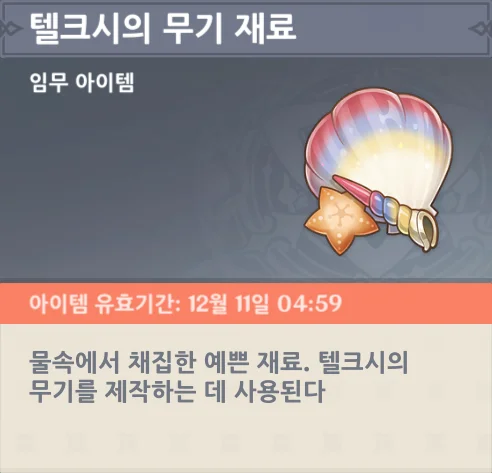 텔크시의 무기 재료
임무 아이템
아이템 유효기간: 12월 11일 04:59
물속에서 채집한 예쁜 재료. 텔크시의
무기를 제작하는 데 사용된다